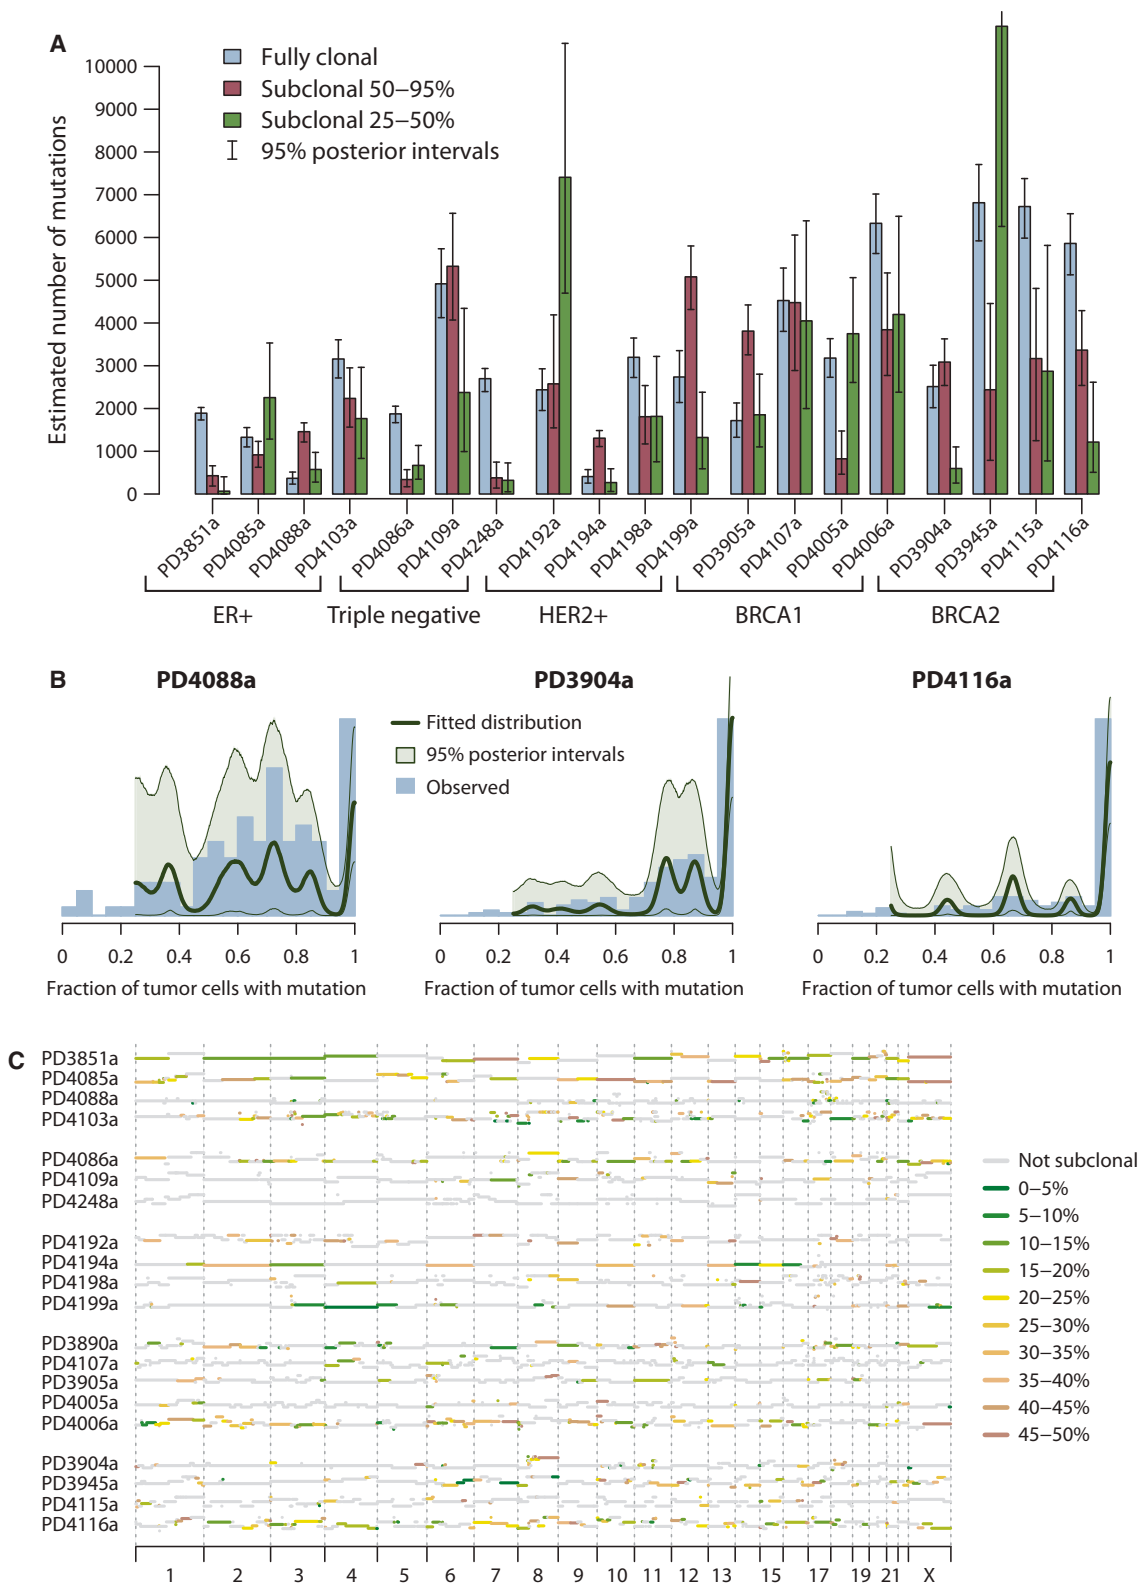 A
Fully clonal
Subclonal 50–95%
Subclonal 25–50%
95% posterior intervals
Estimated number of mutations
10000
9000
8000
7000
6000
5000
4000
3000
2000
1000
0
PD3851a PD4085a PD4088a PD4103a PD4086a PD4109a PD4248a PD4192a PD4194a PD4198a PD4199a PD3905a PD4107a PD4005a PD4006a PD3904a PD3945a PD4115a PD4116a
ER+ Triple negative HER2+ BRCA1 BRCA2
B
PD4088a PD3904a PD4116a
Fitted distribution
95% posterior intervals
Observed
0 0.2 0.4 0.6 0.8 1 0 0.2 0.4 0.6 0.8 1 0 0.2 0.4 0.6 0.8 1
Fraction of tumor cells with mutation Fraction of tumor cells with mutation Fraction of tumor cells with mutation
C
PD3851a
PD4085a
PD4088a
PD4103a
PD4086a
PD4109a
PD4248a
PD4192a
PD4194a
PD4198a
PD4199a
PD3890a
PD4107a
PD3905a
PD4005a
PD4006a
PD3904a
PD3945a
PD4115a
PD4116a
Not subclonal
0–5%
5–10%
10–15%
15–20%
20–25%
25–30%
30–35%
35–40%
40–45%
45–50%
1 2 3 4 5 6 7 8 9 10 11 12 13 15 17 19 21 X